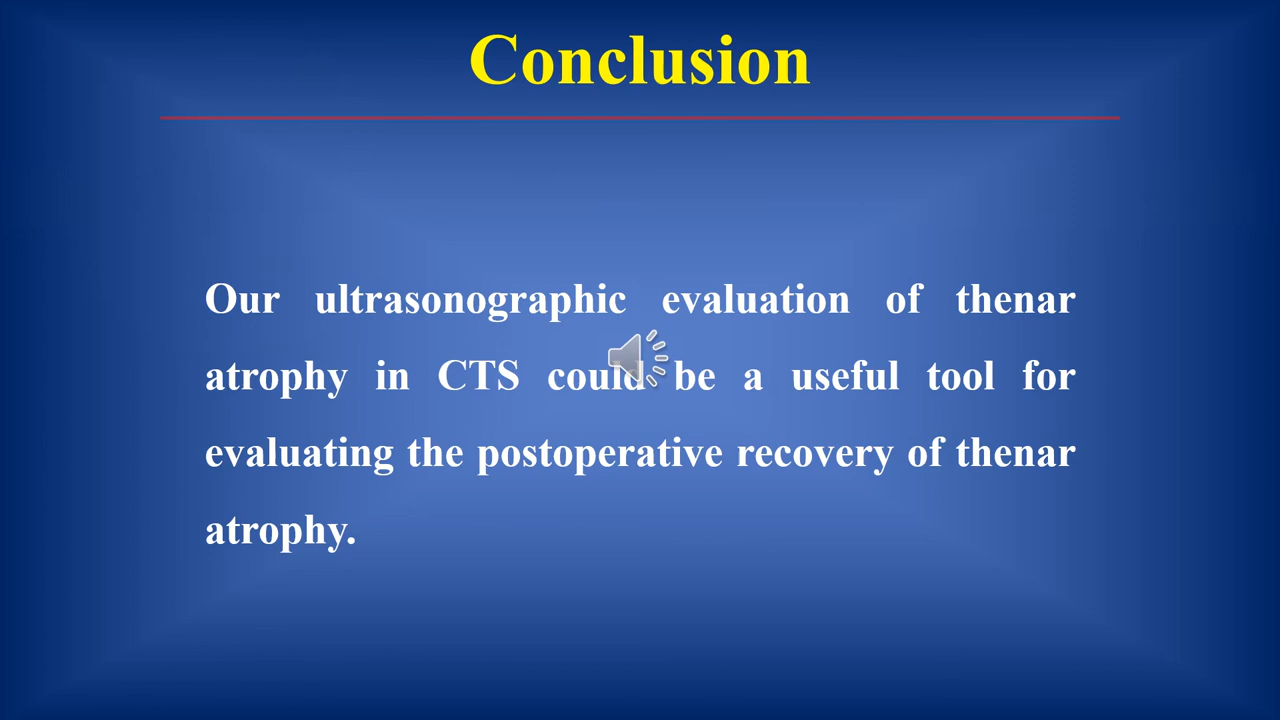 Conclusion
Our ultrasonographic evaluation of thenar
atrophy in CTS could be a useful tool for
evaluating the postoperative recovery of thenar
atrophy.